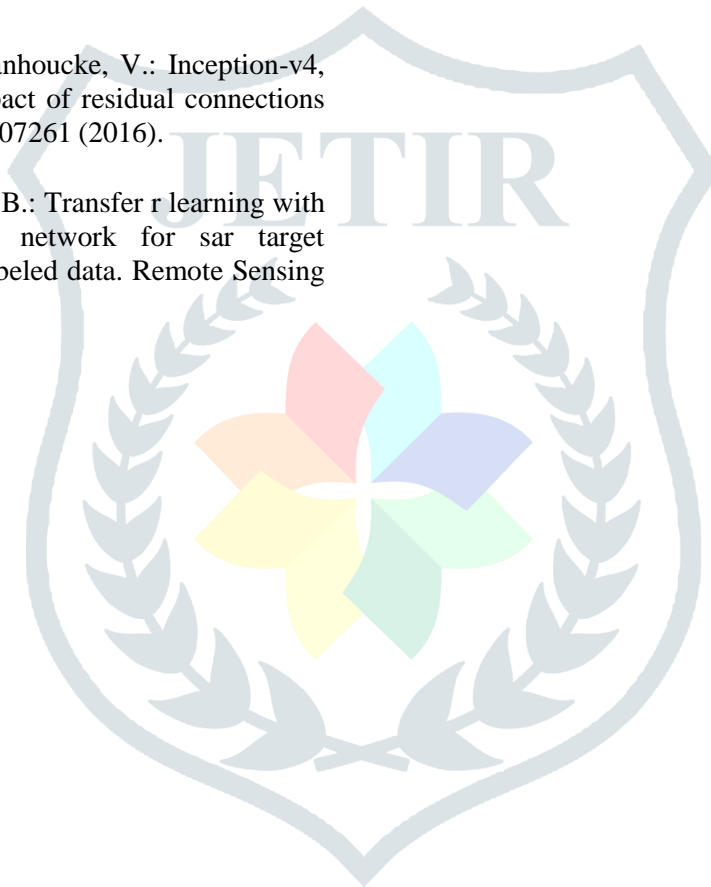 anhoucke, V.: Inception-v4,
pact of residual connections
07261 (2016).
JETIR
B.: Transfer r learning with
network for sar target
beled data. Remote Sensing